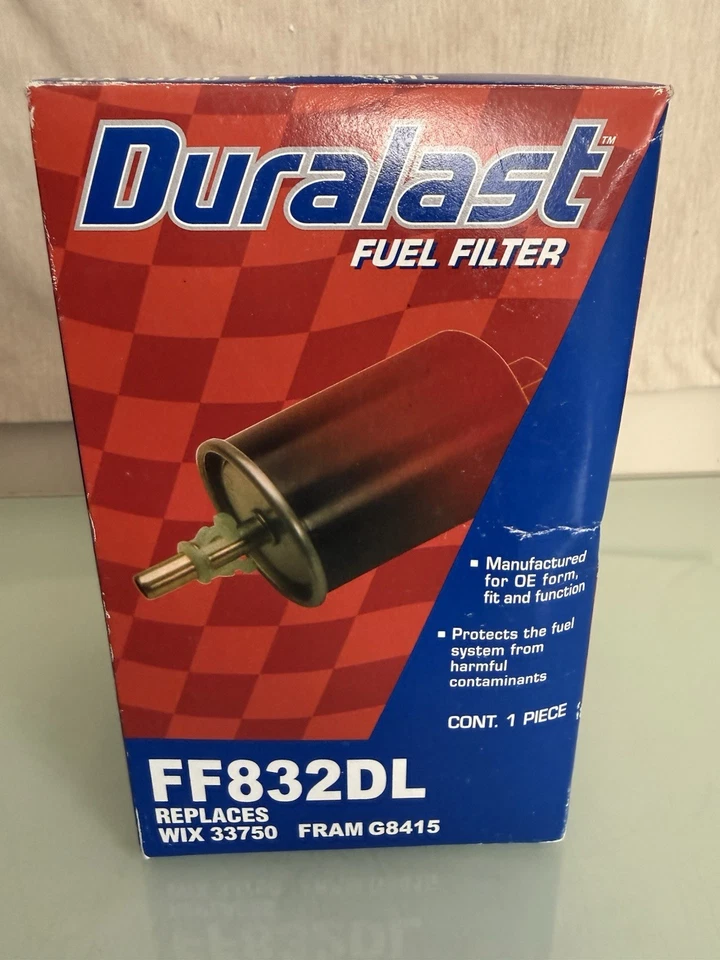 Duralast™
FUEL FILTER
▪ Manufactured
for OE form,
fit and function
▪ Protects the fuel
system from
harmful
contaminants
CONT. 1 PIECE
FF832DL
REPLACES
WIX 33750 FRAM G8415